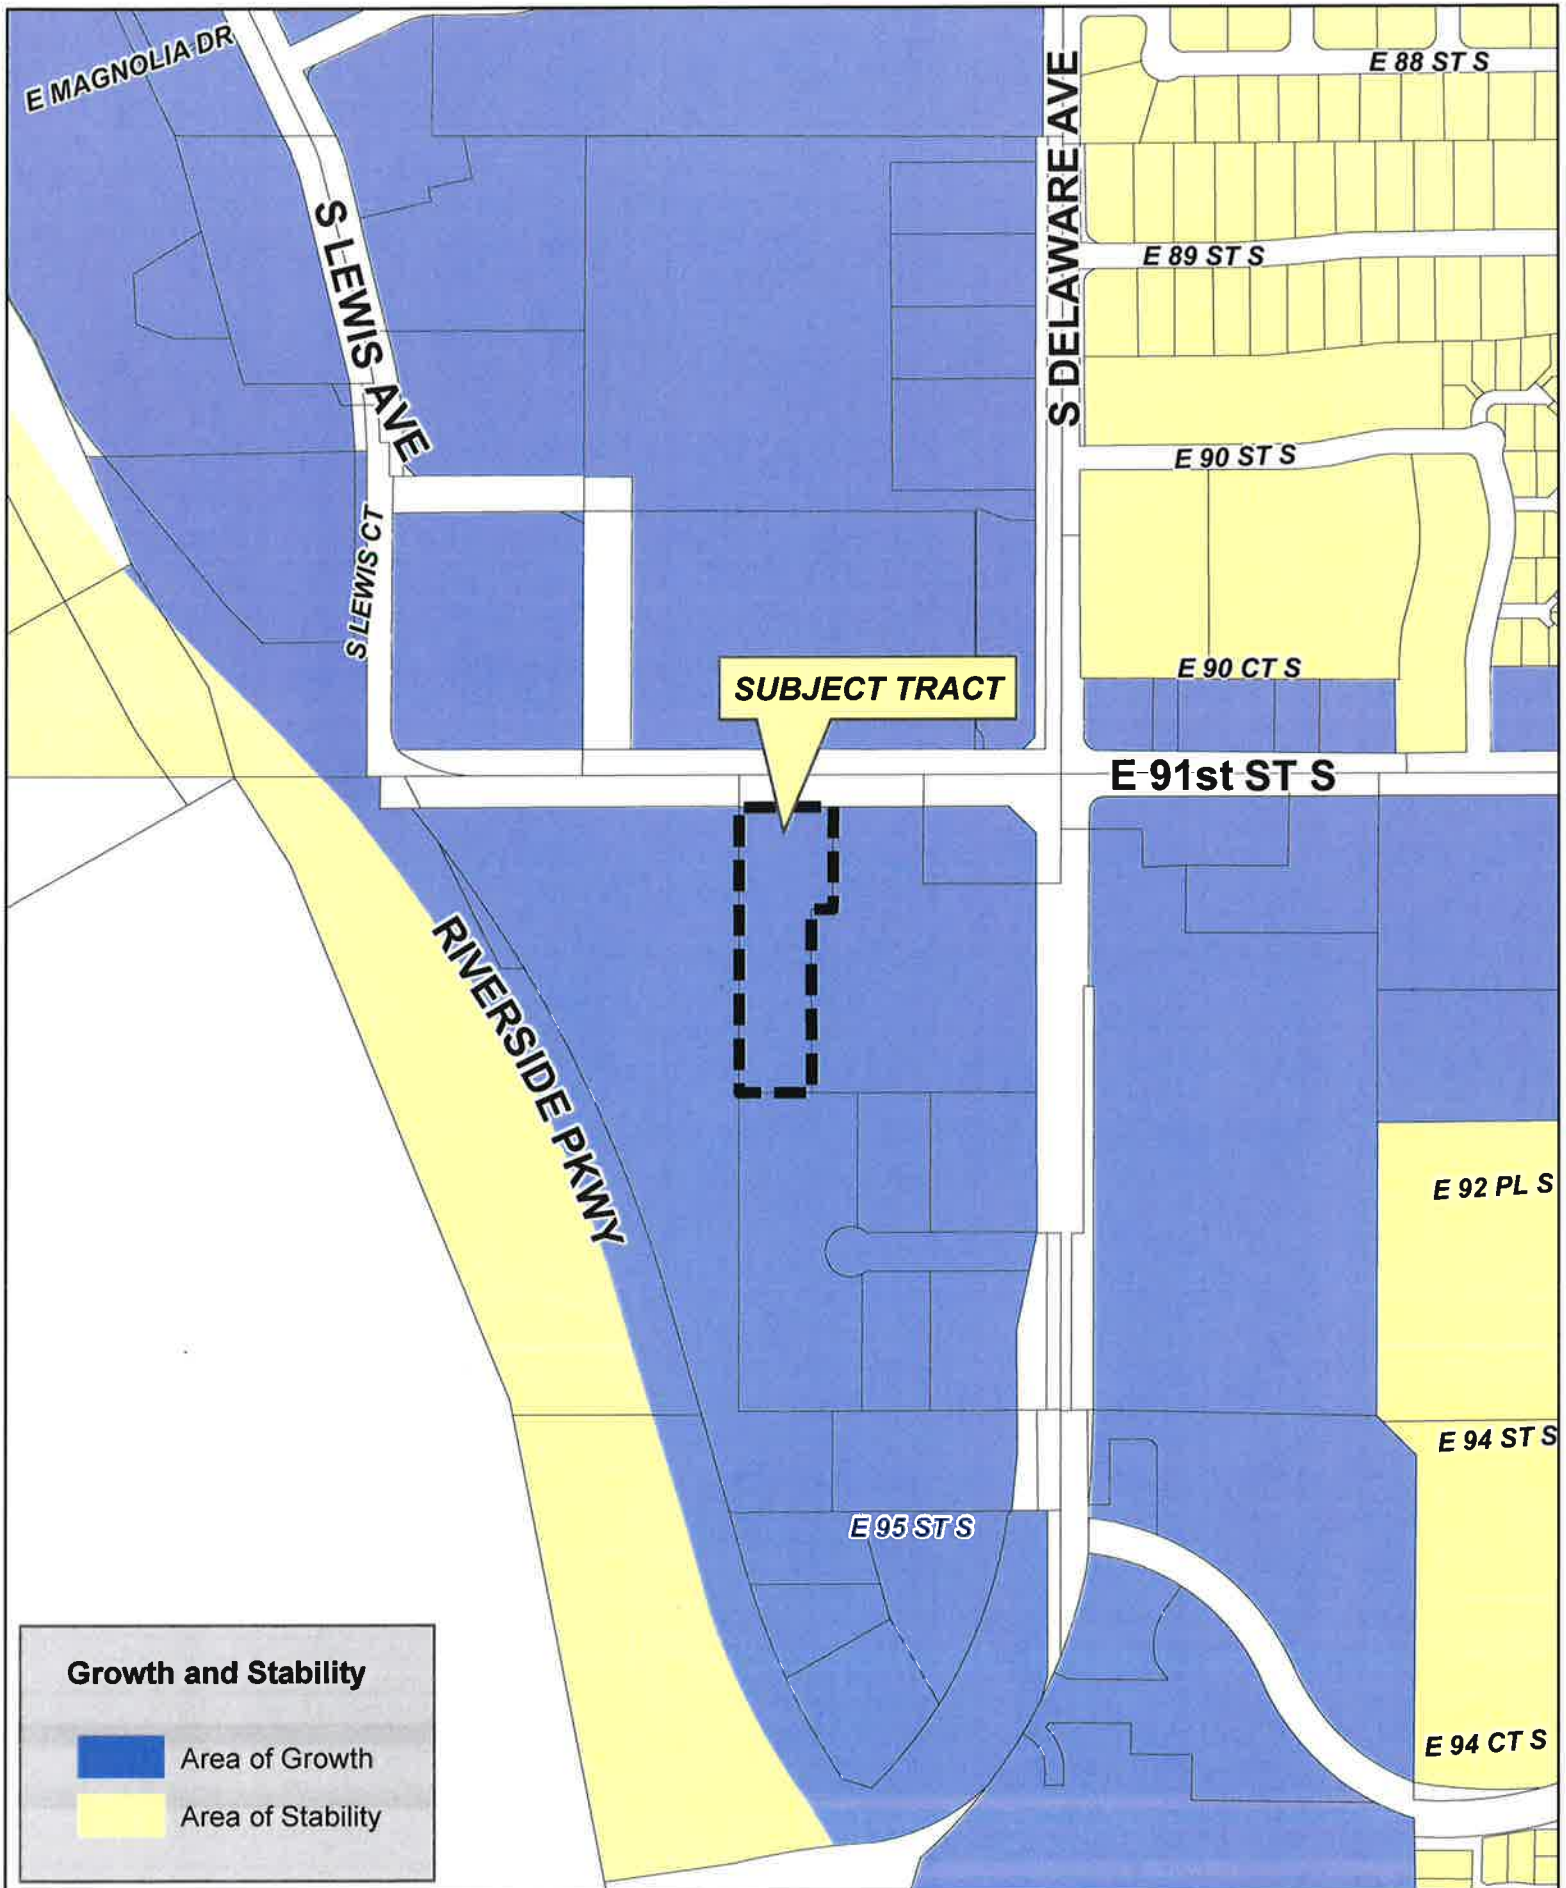 E MAGNOLIA DR
E 88 ST S
S DELAWARE AVE
S LEWIS AVE
E 89 ST S
E 90 ST S
S LEWIS CT
SUBJECT TRACT
E 90 CT S
E 91st ST S
RIVERSIDE PKWY
E 92 PL S
E 94 ST S
E 95 ST S
E 94 CT S
Growth and Stability
Area of Growth
Area of Stability